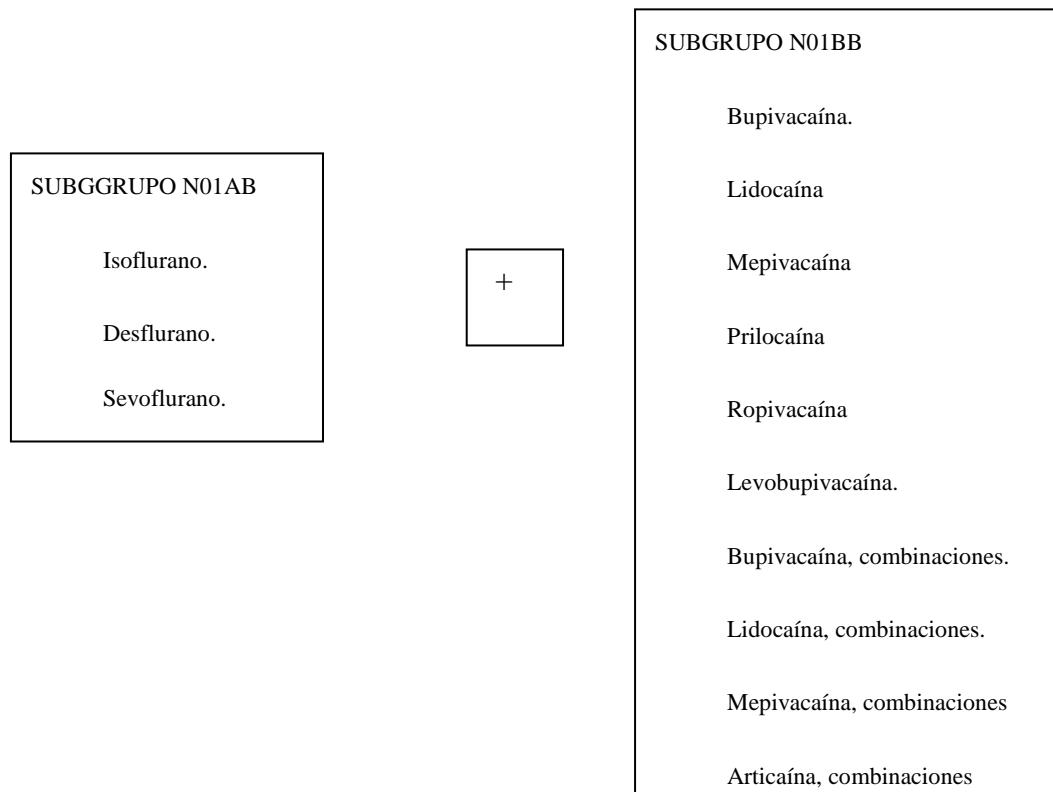 SUBGGRUPO N01AB
Isoflurano.
Desflurano.
Sevoflurano.
+
SUBGRUPO N01BB
Bupivacaína.
Lidocaína
Mepivacaína
Prilocaína
Ropivacaína
Levobupivacaína.
Bupivacaína, combinaciones.
Lidocaína, combinaciones.
Mepivacaína, combinaciones
Articaína, combinaciones